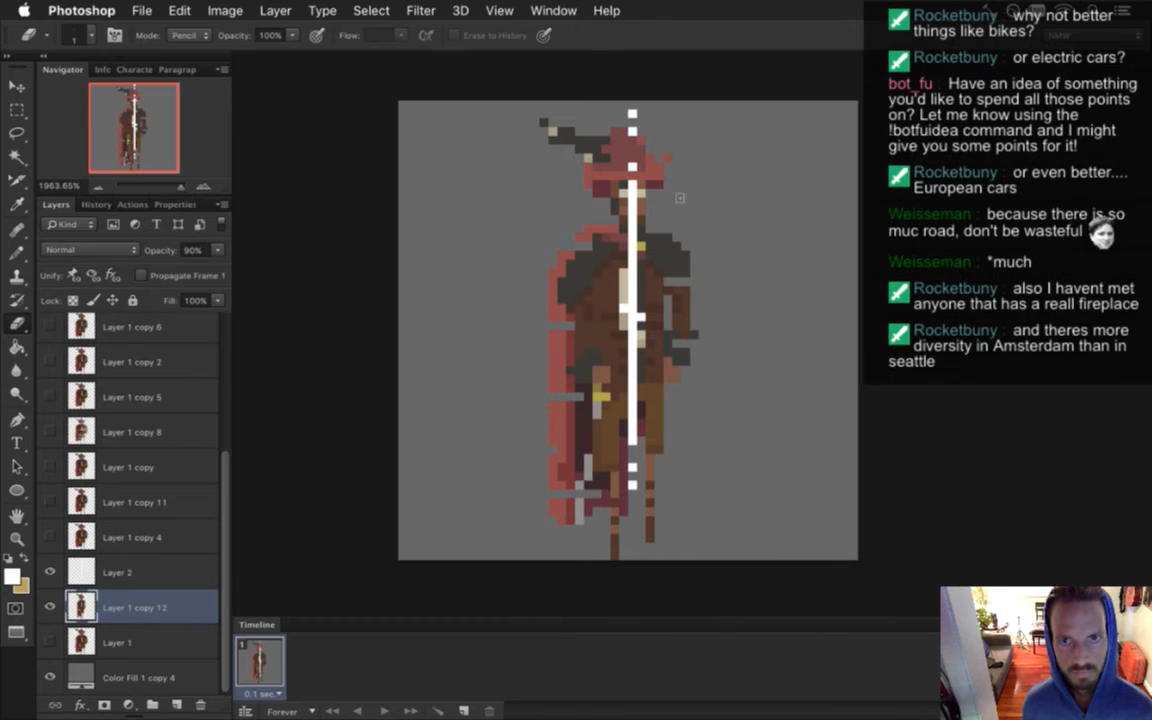 Photoshop File Edit Image Layer Type Select Filter 3D View Window Help
1 Mode: Pencil Opacity: 100% Flow: Erase to History
Navigator Info Characte Paragrap
1963.65%
Layers History Actions Properties
Kind
Normal Opacity: 90%
Unify: Propagate Frame 1
Lock: Fill: 100%
Layer 1 copy 6
Layer 1 copy 2
Layer 1 copy 5
Layer 1 copy 8
Layer 1 copy
Layer 1 copy 11
Layer 1 copy 4
Layer 2
Layer 1 copy 12
Layer 1
Color Fill 1 copy 4
fx
Timeline
1
0.1 sec.
Forever
Rocketbuny : why not better
things like bikes?
Rocketbuny : or electric cars?
bot_fu : Have an idea of something
you'd like to spend all those points
on? Let me know using the
!botfuidea command and I might
give you some points for it!
Rocketbuny : or even better....
European cars
Weisseman : because there is so
muc road, don't be wasteful
Weisseman : *much
Rocketbuny : also I havent met
anyone that has a reall fireplace
Rocketbuny : and theres more
diversity in Amsterdam than in
seattle